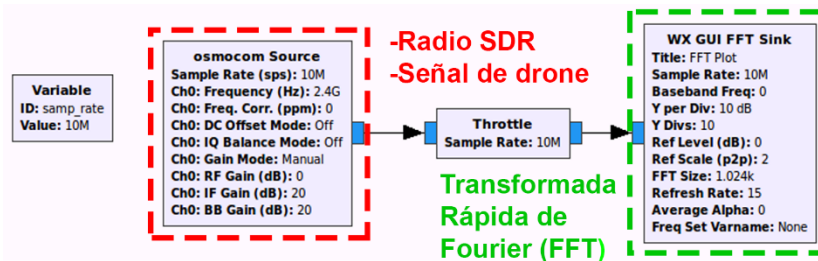 Variable
ID: samp_rate
Value: 10M
osmocom Source
Sample Rate (sps): 10M
Ch0: Frequency (Hz): 2.4G
Ch0: Freq. Corr. (ppm): 0
Ch0: DC Offset Mode: Off
Ch0: IQ Balance Mode: Off
Ch0: Gain Mode: Manual
Ch0: RF Gain (dB): 0
Ch0: IF Gain (dB): 20
Ch0: BB Gain (dB): 20
-Radio SDR
-Señal de drone
Throttle
Sample Rate: 10M
Transformada
Rápida de
Fourier (FFT)
WX GUI FFT Sink
Title: FFT Plot
Sample Rate: 10M
Baseband Freq: 0
Y per Div: 10 dB
Y Divs: 10
Ref Level (dB): 0
Ref Scale (p2p): 2
FFT Size: 1.024k
Refresh Rate: 15
Average Alpha: 0
Freq Set Varname: None